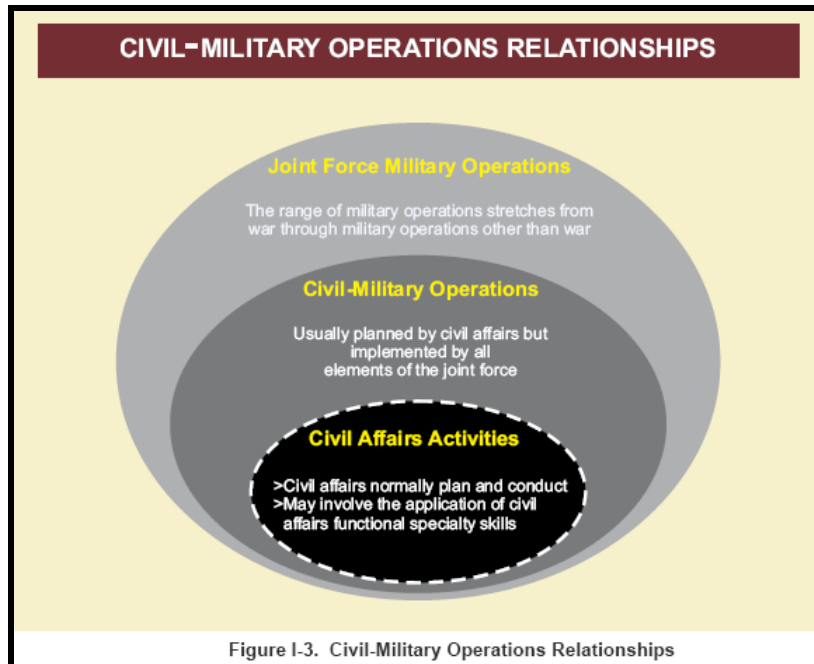 CIVIL-MILITARY OPERATIONS RELATIONSHIPS
Joint Force Military Operations
The range of military operations stretches from
war through military operations other than war
Civil-Military Operations
Usually planned by civil affairs but
implemented by all
elements of the joint force
Civil Affairs Activities
>Civil affairs normally plan and conduct
>May involve the application of civil
affairs functional specialty skills
Figure I-3. Civil-Military Operations Relationships